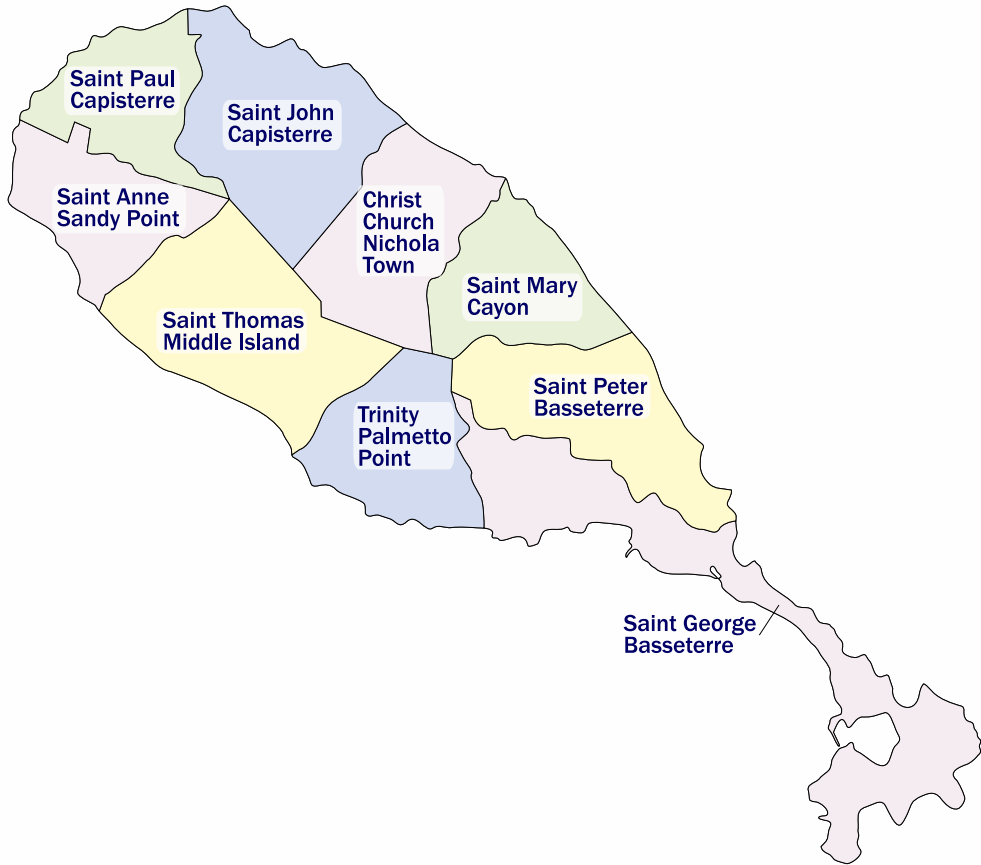 Saint Paul
Capisterre
Saint John
Capisterre
Saint Anne
Sandy Point
Christ
Church
Nichola
Town
Saint Mary
Cayon
Saint Thomas
Middle Island
Saint Peter
Basseterre
Trinity
Palmetto
Point
Saint George
Basseterre